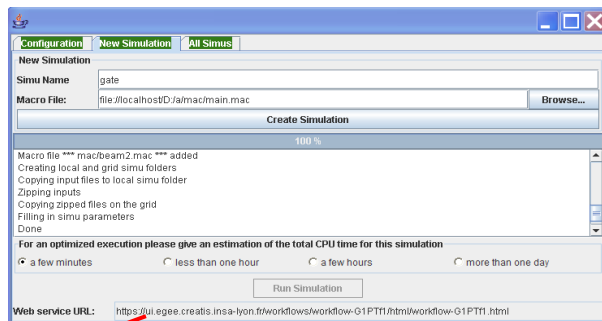 Configuration New Simulation All Simus
New Simulation
Simu Name gate
Macro File: file://localhost/D:/a/mac/main.mac Browse...
Create Simulation
100 %
Macro file *** mac/beam2.mac *** added
Creating local and grid simu folders
Copying input files to local simu folder
Zipping inputs
Copying zipped files on the grid
Filling in simu parameters
Done
For an optimized execution please give an estimation of the total CPU time for this simulation
a few minutes less than one hour a few hours more than one day
Run Simulation
Web service URL: https://ui.egee.creatis.insa-lyon.fr/workflows/workflow-G1PTf1/html/workflow-G1PTf1.html